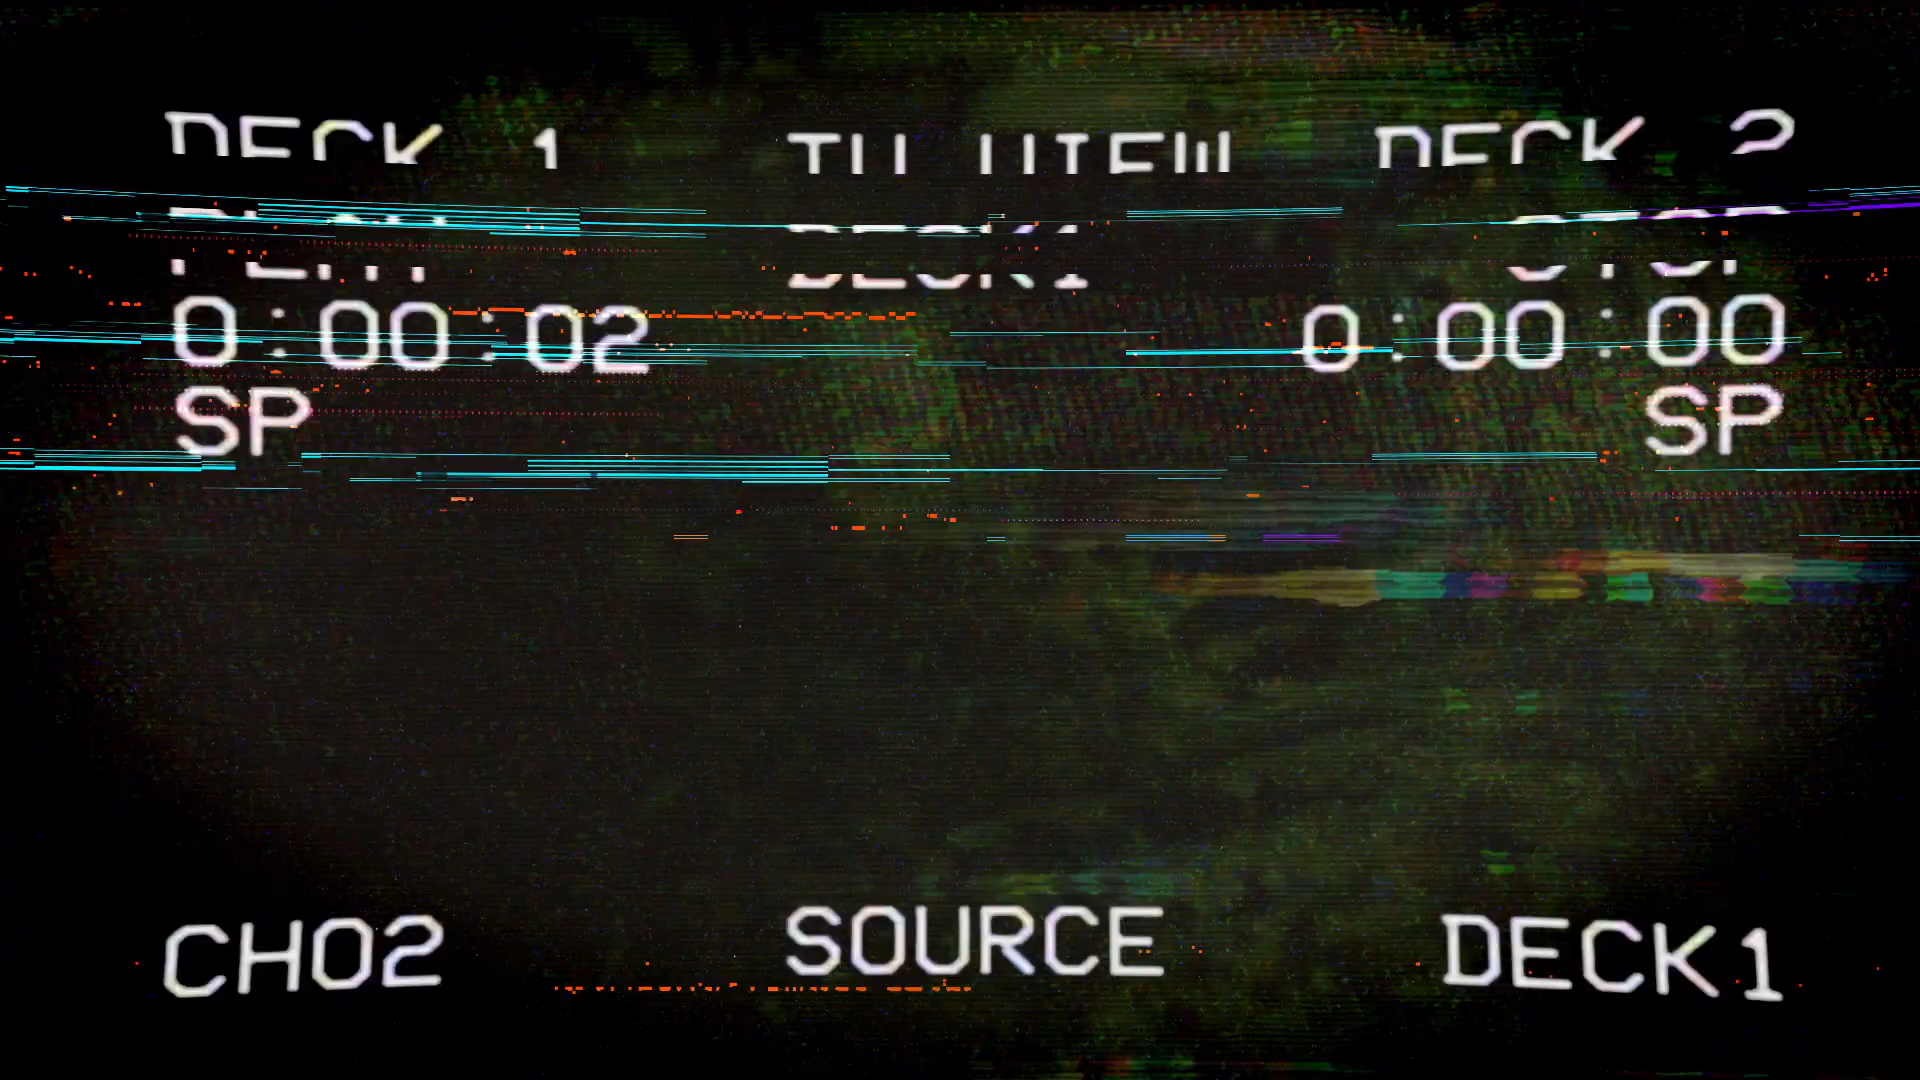 DECK 1 TV VIEW DECK 2
PLAY DECK1 STOP
0:00:02 0:00:00
SP SP
CH02 SOURCE DECK1